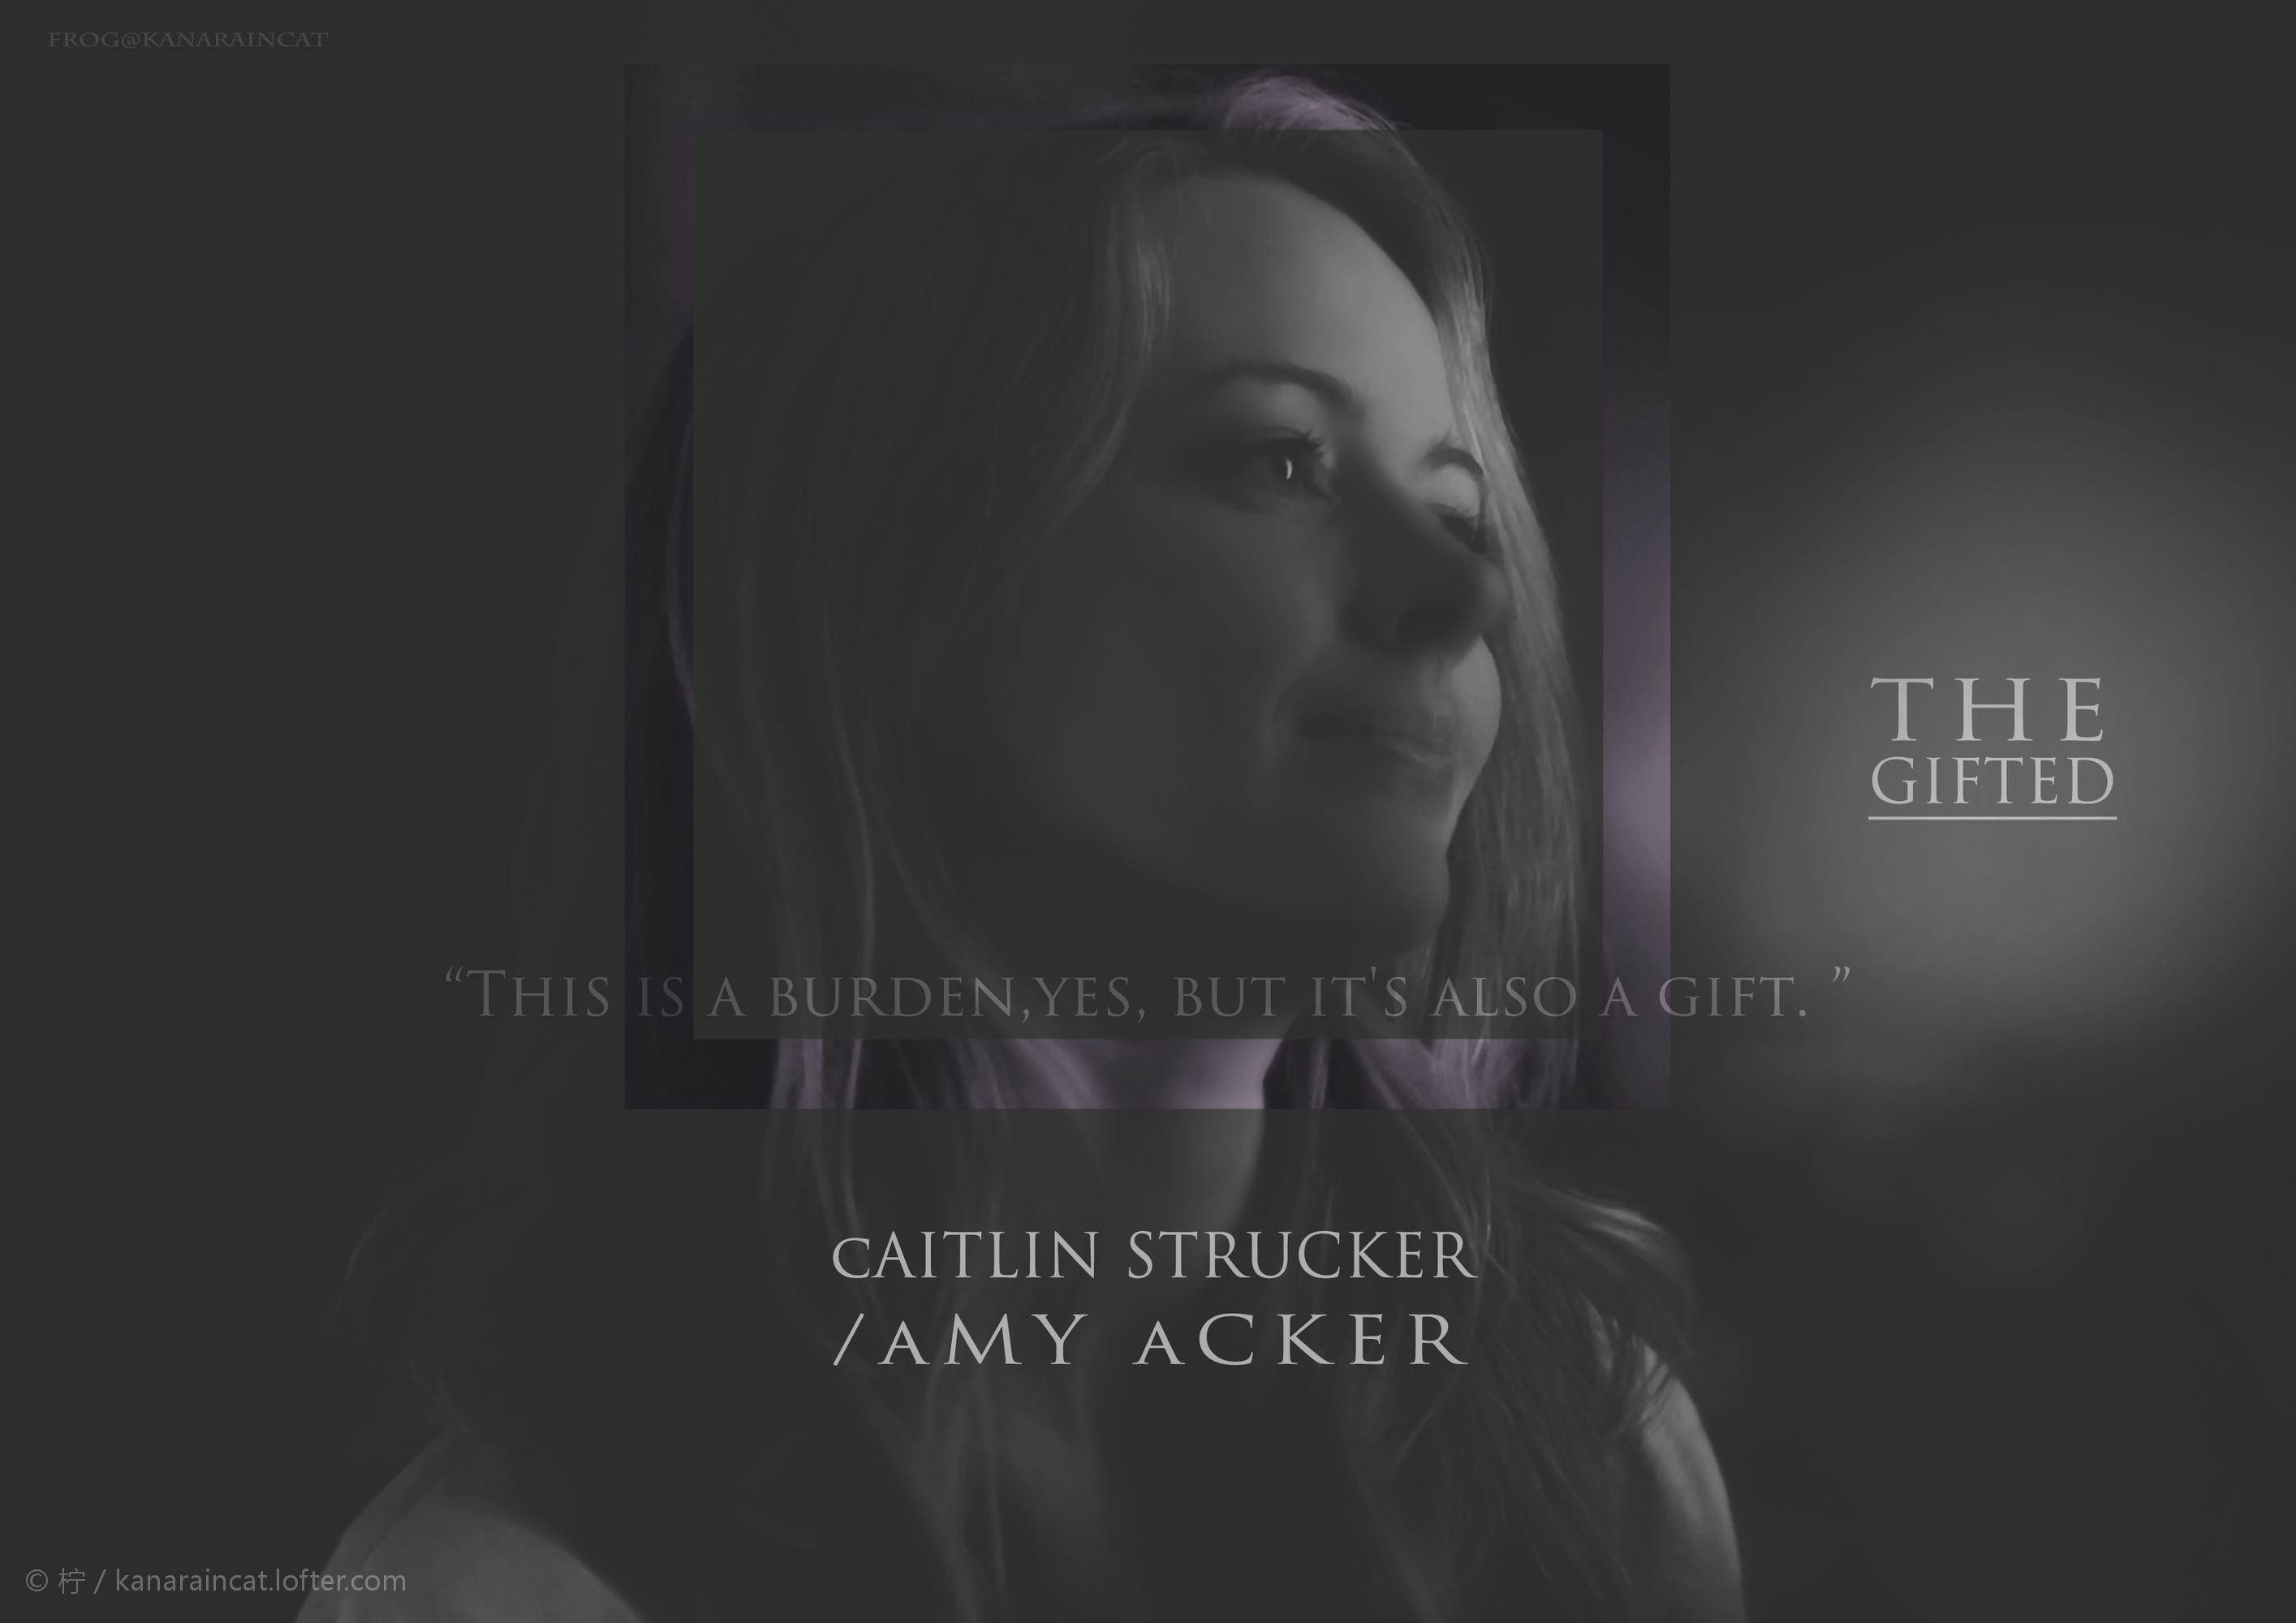 FROG@KANARAINCAT
THE
GIFTED
“This is a burden,yes, but it's also a gift. ”
cAITLIN STRUCKER
/aMY aCKER
© 柠 / kanaraincat.lofter.com